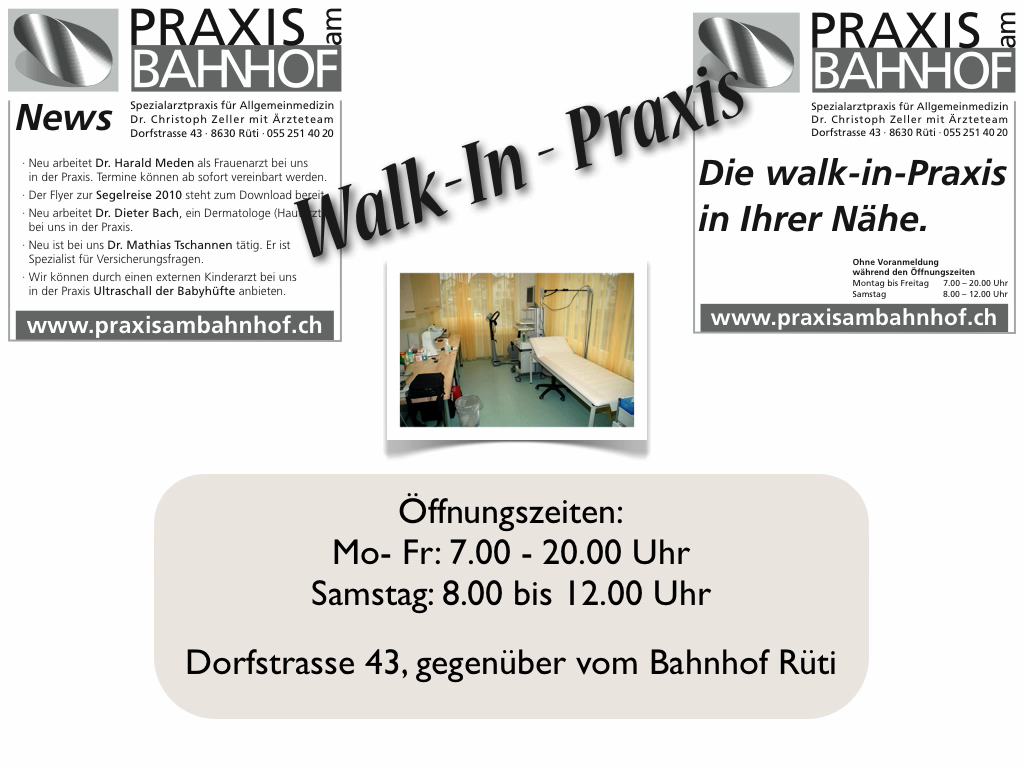 PRAXIS am
BAHNHOF
News
Spezialarztpraxis für Allgemeinmedizin
Dr. Christoph Zeller mit Ärzteteam
Dorfstrasse 43 · 8630 Rüti · 055 251 40 20
· Neu arbeitet Dr. Harald Meden als Frauenarzt bei uns
in der Praxis. Termine können ab sofort vereinbart werden.
· Der Flyer zur Segelreise 2010 steht zum Download bereit.
· Neu arbeitet Dr. Dieter Bach, ein Dermatologe (Hautarzt)
bei uns in der Praxis.
· Neu ist bei uns Dr. Mathias Tschannen tätig. Er ist
Spezialist für Versicherungsfragen.
· Wir können durch einen externen Kinderarzt bei uns
in der Praxis Ultraschall der Babyhüfte anbieten.
www.praxisambahnhof.ch
Walk-In - Praxis
PRAXIS am
BAHNHOF
Spezialarztpraxis für Allgemeinmedizin
Dr. Christoph Zeller mit Ärzteteam
Dorfstrasse 43 · 8630 Rüti · 055 251 40 20
Die walk-in-Praxis
in Ihrer Nähe.
Ohne Voranmeldung
während den Öffnungszeiten
Montag bis Freitag 7.00 – 20.00 Uhr
Samstag 8.00 – 12.00 Uhr
www.praxisambahnhof.ch
Öffnungszeiten:
Mo- Fr: 7.00 - 20.00 Uhr
Samstag: 8.00 bis 12.00 Uhr
Dorfstrasse 43, gegenüber vom Bahnhof Rüti